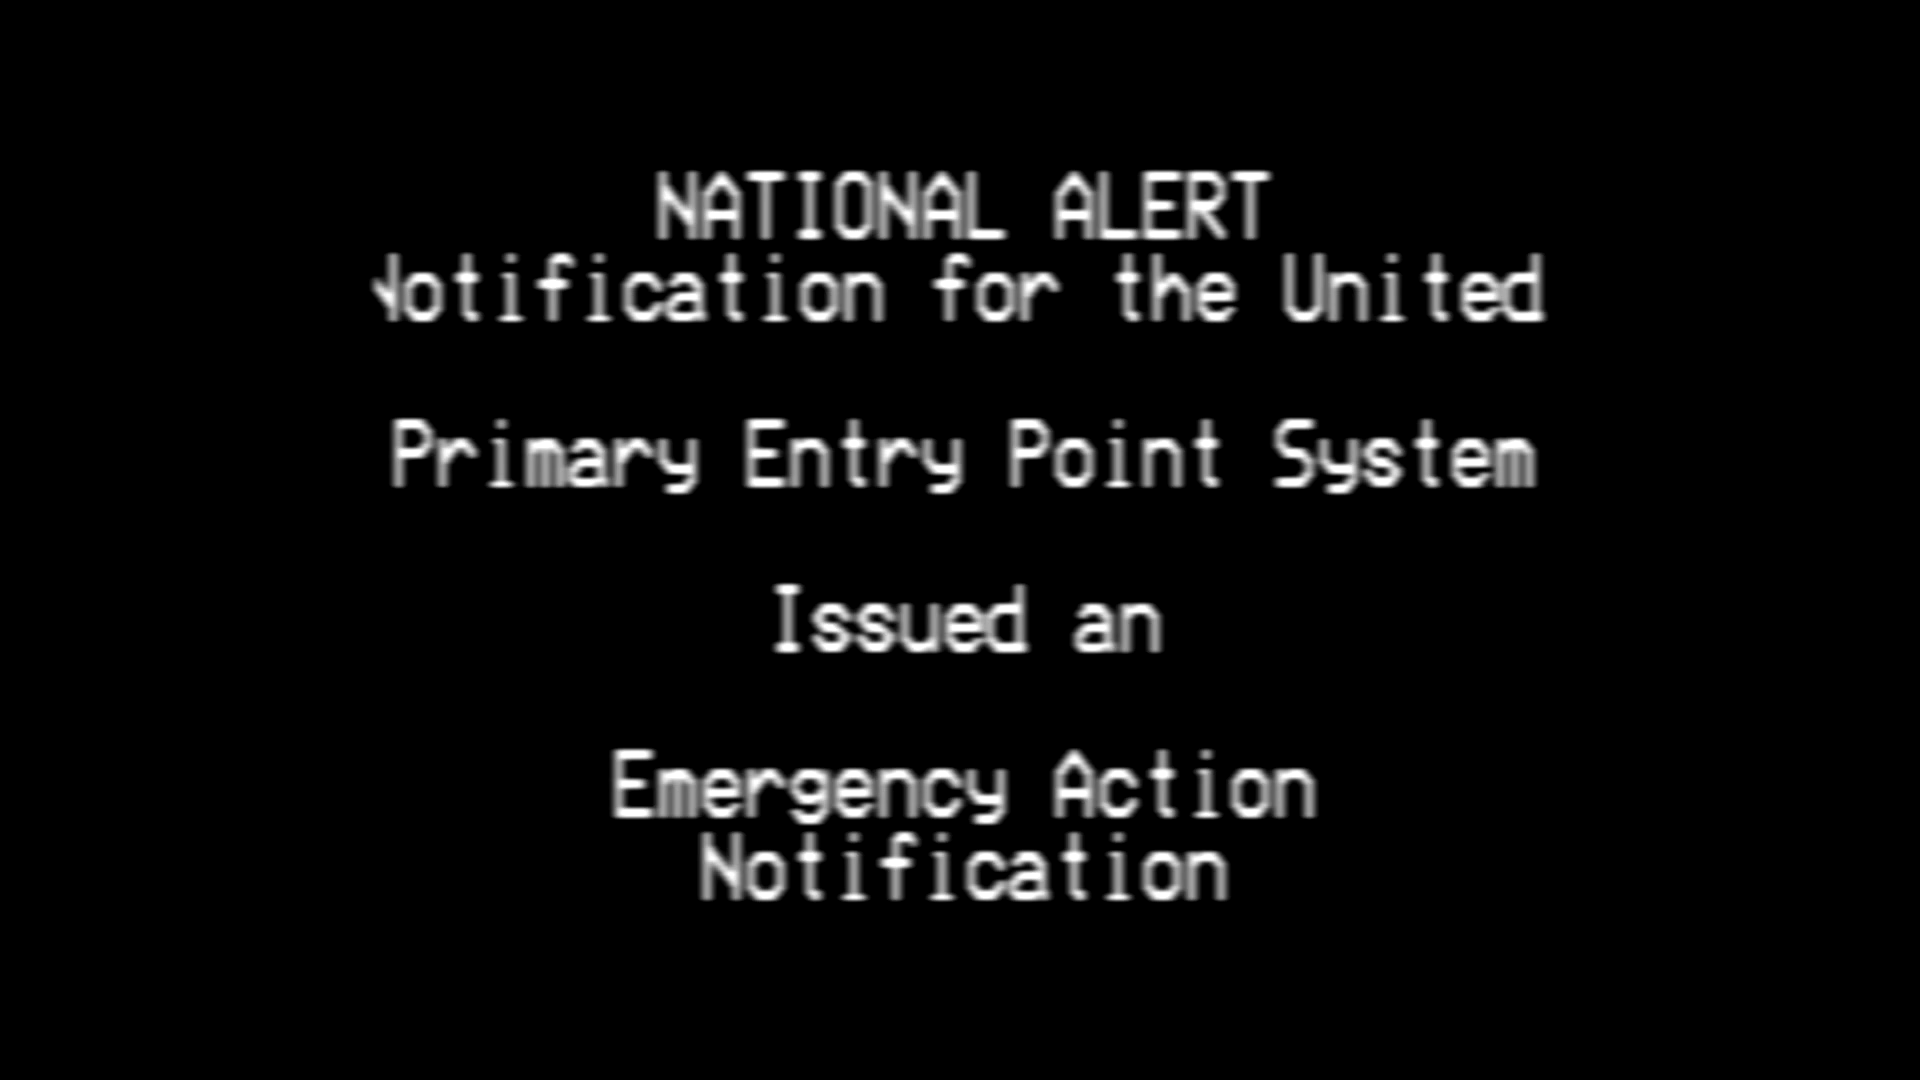 NATIONAL ALERT
Notification for the United
Primary Entry Point System
Issued an
Emergency Action
Notification